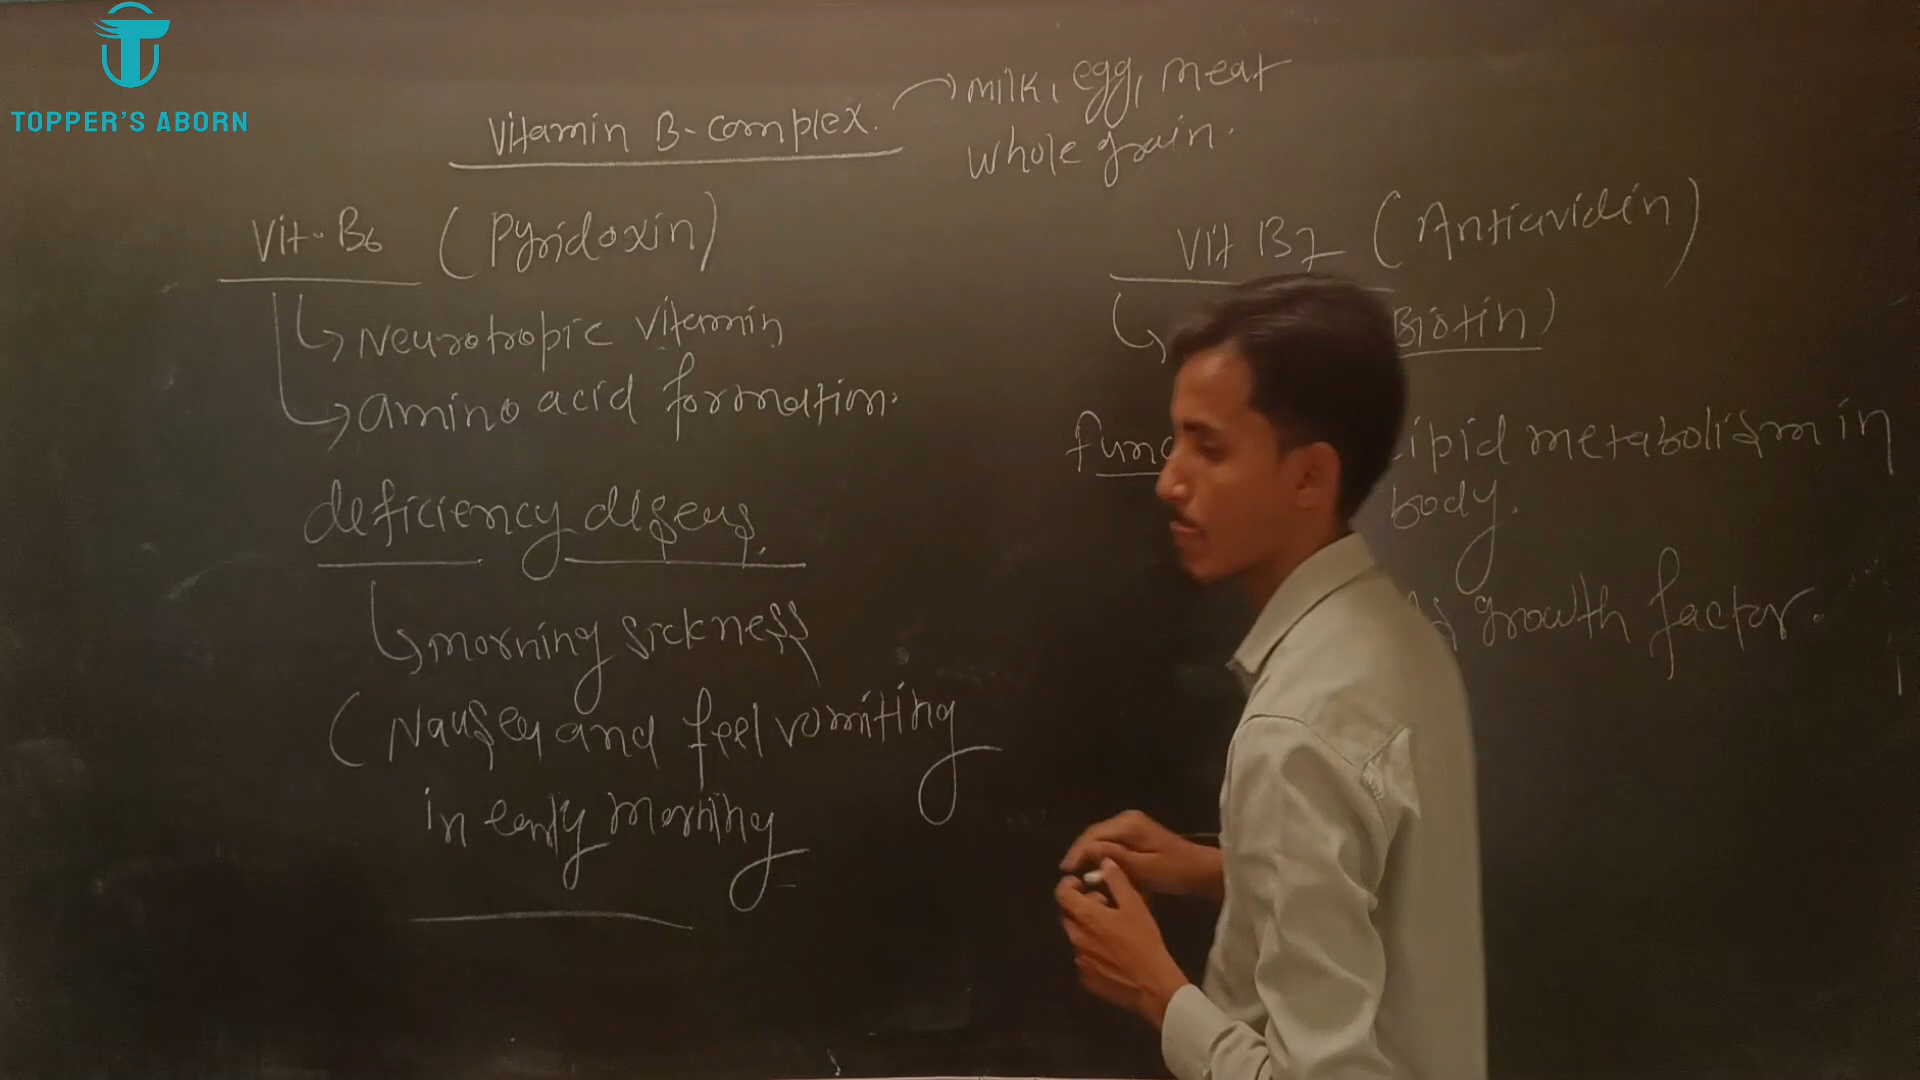 TOPPER'S ABORN
Vitamin B-complex. milk, egg, meat
whole grain.
Vit-B6 (Pyridoxin)
Neurotropic vitamin
amino acid formation.
deficiency diseus,
morning sickness
(Nausea and feel vomiting
in early morning
Vit B7 (Antiavidin)
Biotin)
func lipid metabolism in
body.
growth factor.